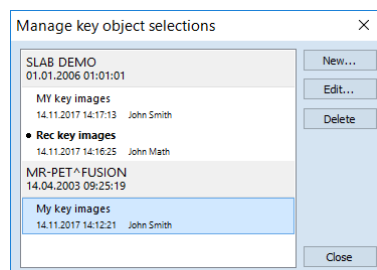 Manage key object selections
SLAB DEMO
01.01.2006 01:01:01
MY key images
14.11.2017 14:17:13 John Smith
Rec key images
14.11.2017 14:16:25 John Math
MR-PET^FUSION
14.04.2003 09:25:19
My key images
14.11.2017 14:12:21 John Smith
New...
Edit...
Delete
Close